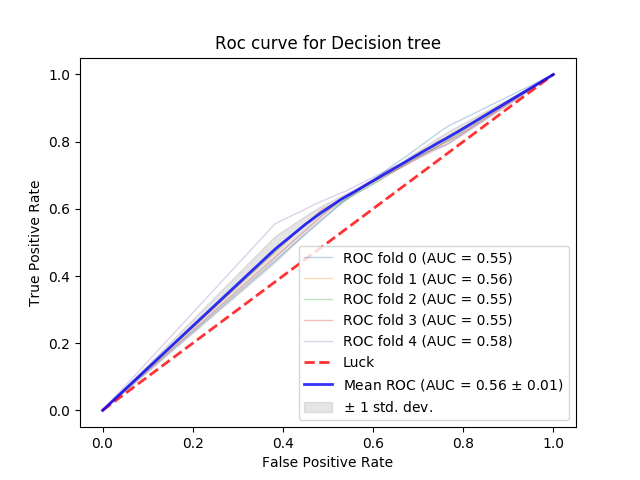 Roc curve for Decision tree
1.0
0.8
0.6
0.4
0.2
0.0
True Positive Rate
0.0 0.2 0.4 0.6 0.8 1.0
False Positive Rate
ROC fold 0 (AUC = 0.55)
ROC fold 1 (AUC = 0.56)
ROC fold 2 (AUC = 0.55)
ROC fold 3 (AUC = 0.55)
ROC fold 4 (AUC = 0.58)
Luck
Mean ROC (AUC = 0.56 ± 0.01)
± 1 std. dev.